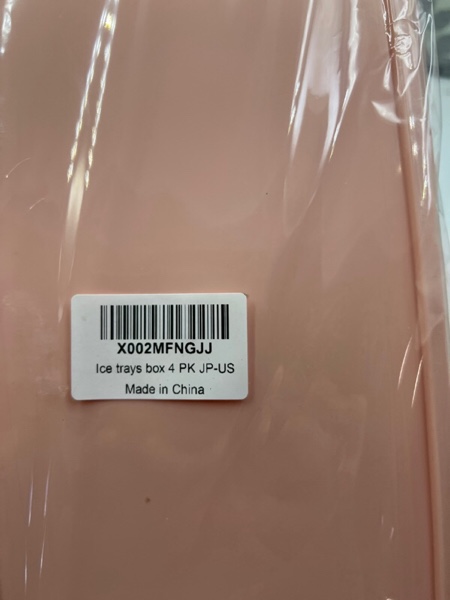 X002MFNGJJ
Ice trays box 4 PK JP-US
Made in China